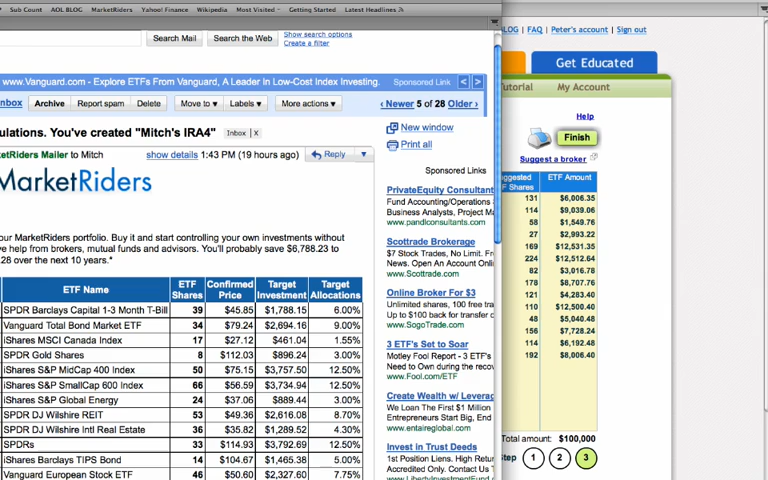 Sub Count AOL BLOG MarketRiders Yahoo! Finance Wikipedia Most Visited Getting Started Latest Headlines
Search Mail Search the Web Show search options
Create a filter
LOG FAQ Peter's account Sign out
Get Educated
utorial My Account
www.Vanguard.com - Explore ETFs From Vanguard, A Leader in Low-Cost Index Investing. Sponsored Link < >
nbox Archive Report spam Delete Move to Labels More actions ‹ Newer 5 of 28 Older ›
ulations. You've created "Mitch's IRA4" Inbox X
New window
Print all
Help
Finish
Suggest a broker
etRiders Mailer to Mitch show details 1:43 PM (19 hours ago) Reply
MarketRiders
our MarketRiders portfolio. Buy it and start controlling your own investments without
e help from brokers, mutual funds and advisors. You'll probably save $6,788.23 to
28 over the next 10 years.*
ETF Name ETF Shares Confirmed Price Target Investment Target Allocations
SPDR Barclays Capital 1-3 Month T-Bill 39 $45.85 $1,788.15 6.00%
Vanguard Total Bond Market ETF 34 $79.24 $2,694.16 9.00%
iShares MSCI Canada Index 17 $27.12 $461.04 1.55%
SPDR Gold Shares 8 $112.03 $896.24 3.00%
iShares S&P MidCap 400 Index 50 $75.15 $3,757.50 12.50%
iShares S&P SmallCap 600 Index 66 $56.59 $3,734.94 12.50%
iShares S&P Global Energy 24 $37.06 $889.44 3.00%
SPDR DJ Wilshire REIT 53 $49.36 $2,616.08 8.70%
SPDR DJ Wilshire Intl Real Estate 36 $35.82 $1,289.52 4.30%
SPDRs 33 $114.93 $3,792.69 12.50%
iShares Barclays TIPS Bond 14 $104.67 $1,465.38 5.00%
Vanguard European Stock ETF 46 $50.60 $2,327.60 7.75%
Sponsored Links
PrivateEquity Consultant
Fund Accounting/Operations
Business Analysts, Project M
www.pandlconsultants.com
Scottrade Brokerage
$7 Stock Trades, No Limit. F
News. Open An Account Onl
www.Scottrade.com
Online Broker For $3
Unlimited shares, 100 free tra
Up to $100 back for transfer c
www.SogoTrade.com
3 ETF's Set to Soar
Motley Fool Report - 3 ETF's
Need to Own during the recov
www.Fool.com/ETF
Create Wealth w/ Leverag
We Loan The First $1 Million
Entrepreneurs Start Big, End
www.entaireglobal.com
Invest in Trust Deeds
1st Position Liens. High Retur
Accredited Only. Contact Us T
www.LibertyInvestmentFund.c
ggested ETF Amount
F Shares
131 $6,006.35
114 $9,039.06
58 $1,549.76
27 $2,993.22
169 $12,531.35
224 $12,512.64
82 $3,016.78
178 $8,707.76
121 $4,283.40
110 $12,500.40
48 $5,040.48
156 $7,728.24
114 $6,192.48
192 $8,006.40
Total amount: $100,000
tep 1 2 3